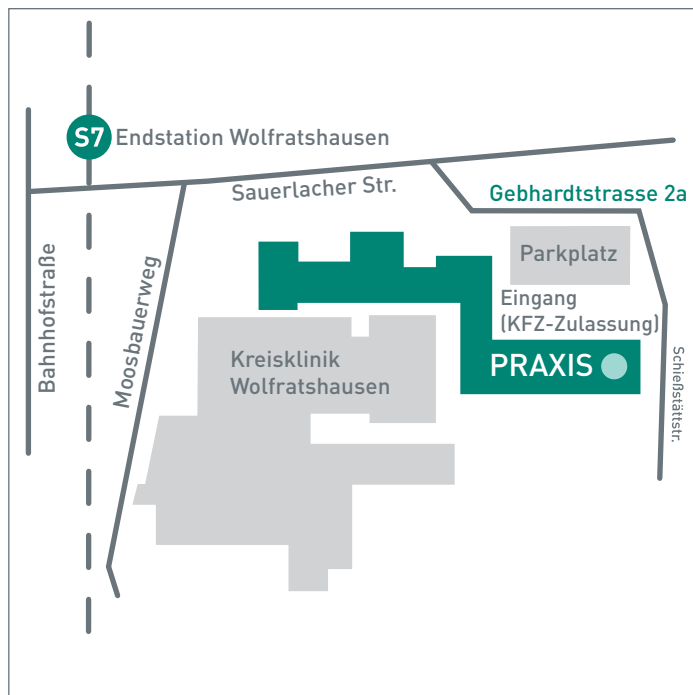 S7 Endstation Wolfratshausen
Sauerlacher Str.
Gebhardtstrasse 2a
Bahnhofstraße
Moosbauerweg
Parkplatz
Eingang
(KFZ-Zulassung)
Kreisklinik
Wolfratshausen
PRAXIS
Schießstättstr.